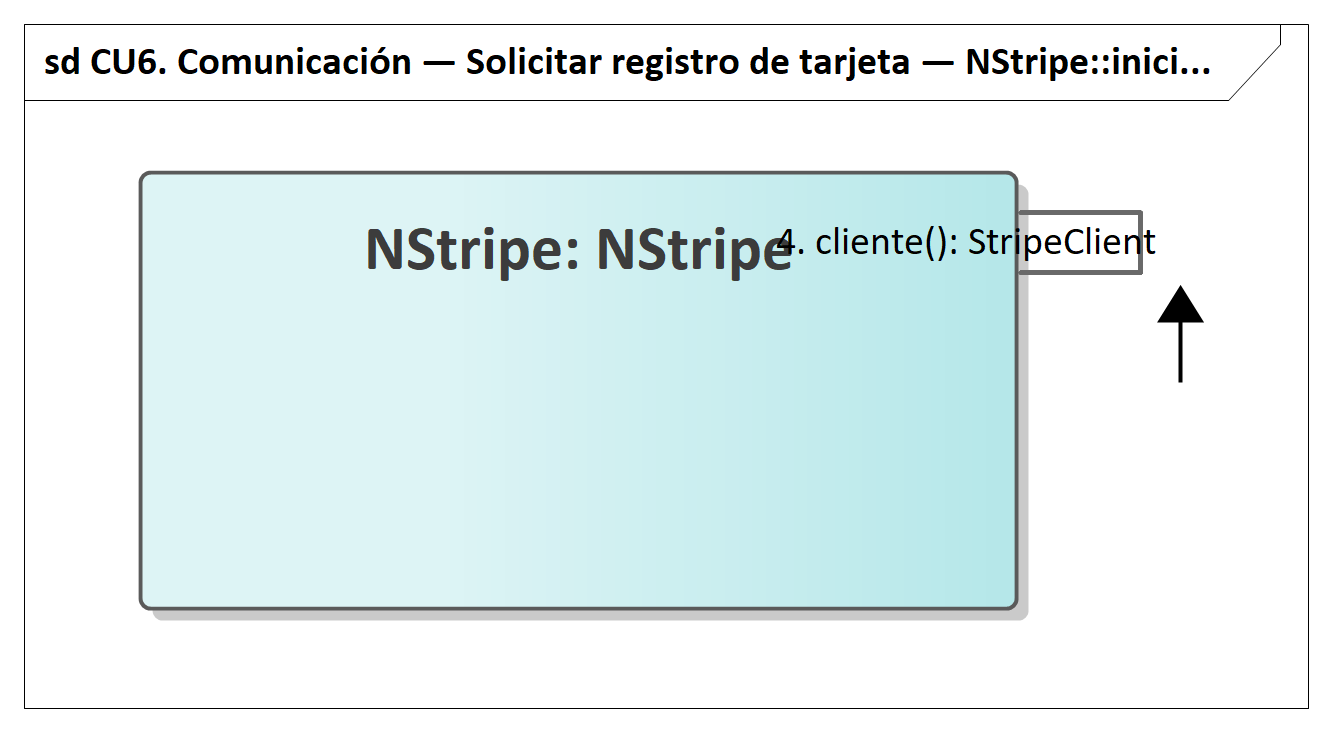 sd CU6. Comunicación — Solicitar registro de tarjeta — NStripe::inici...
NStripe: NStripe
4. cliente(): StripeClient